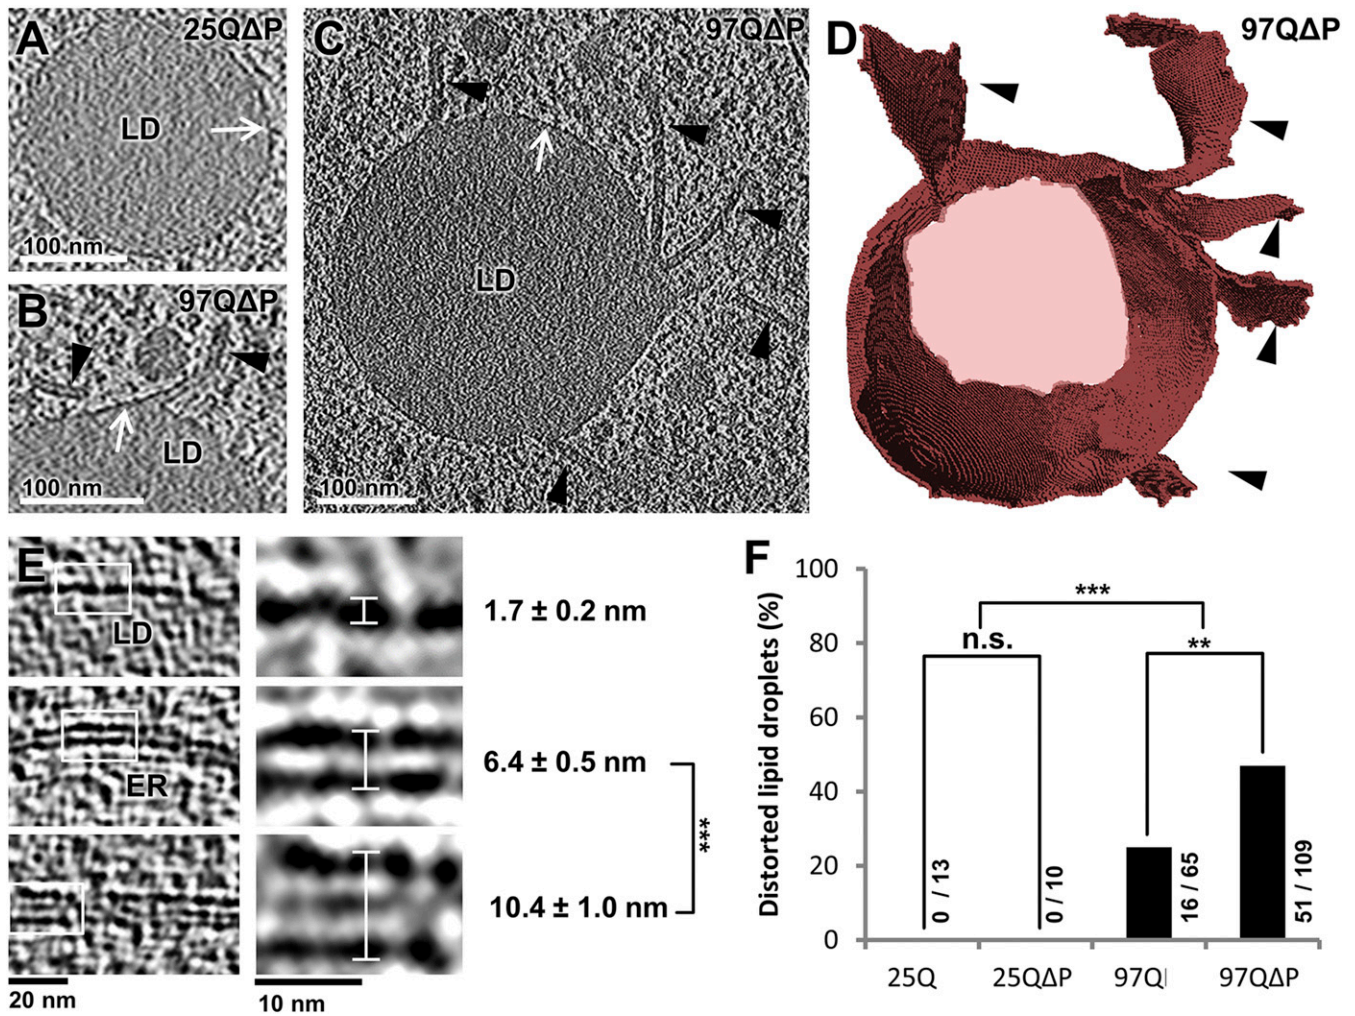 A
25QΔP
LD
100 nm
B
97QΔP
LD
100 nm
C
97QΔP
LD
100 nm
D
97QΔP
E
LD
1.7 ± 0.2 nm
ER
6.4 ± 0.5 nm
***
10.4 ± 1.0 nm
20 nm
10 nm
F
Distorted lipid droplets (%)
100
80
60
40
20
0
***
n.s.
**
0 / 13
0 / 10
16 / 65
51 / 109
25Q
25QΔP
97Q
97QΔP